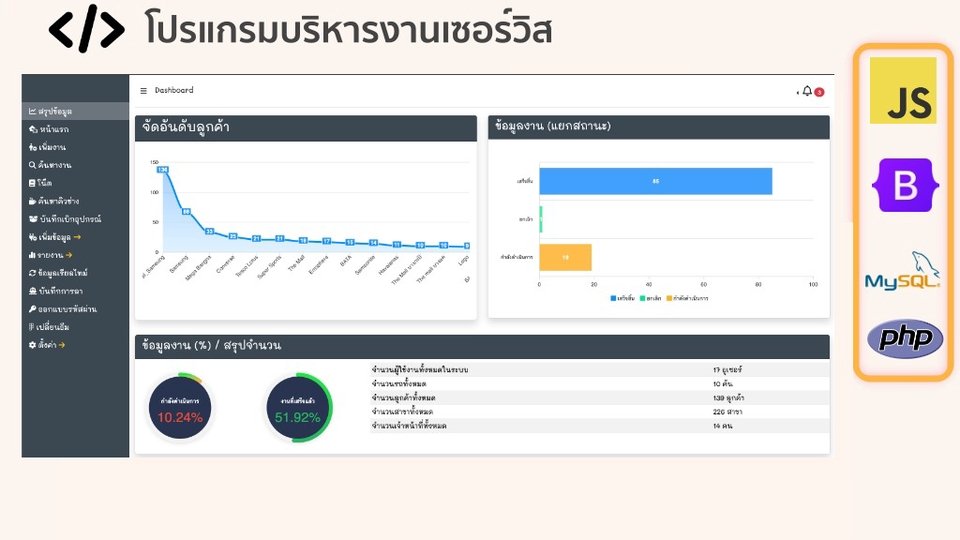 </> โปรแกรมบริหารงานเซอร์วิส
JS
B
MySQL
php
Dashboard
3
สรุปข้อมูล
หน้าแรก
เพิ่มงาน
ค้นหางาน
โน๊ต
ค้นหาคิวช่าง
บันทึกเบิกอุปกรณ์
เพิ่มข้อมูล
รายงาน
ข้อมูลเรียลไทม์
บันทึกการลา
ออกแบบรหัสผ่าน
เปลี่ยนธีม
ตั้งค่า
จัดอันดับลูกค้า
150
100
50
0
134 33 25 21 21 18 17 15 14 11 10 10 9
Samsung
Mega Bangna
Converse
Tesco Lotus
Super Sports
The Mall
BATA
Samsonite
The Mall บางกะปิ
The mall บางแค
Lego
ข้อมูลงาน (แยกสถานะ)
เสร็จสิ้น
85
ยกเลิก
กำลังดำเนินการ
19
0 20 40 60 80 100
เสร็จสิ้น ยกเลิก กำลังดำเนินการ
ข้อมูลงาน (%) / สรุปจำนวน
กำลังดำเนินการ
10.24%
งานที่เสร็จแล้ว
51.92%
จำนวนผู้ใช้งานทั้งหมดในระบบ 17 ยูเซอร์
จำนวนรถทั้งหมด 10 คัน
จำนวนลูกค้าทั้งหมด 139 ลูกค้า
จำนวนสาขาทั้งหมด 226 สาขา
จำนวนเจ้าหน้าที่ทั้งหมด 14 คน